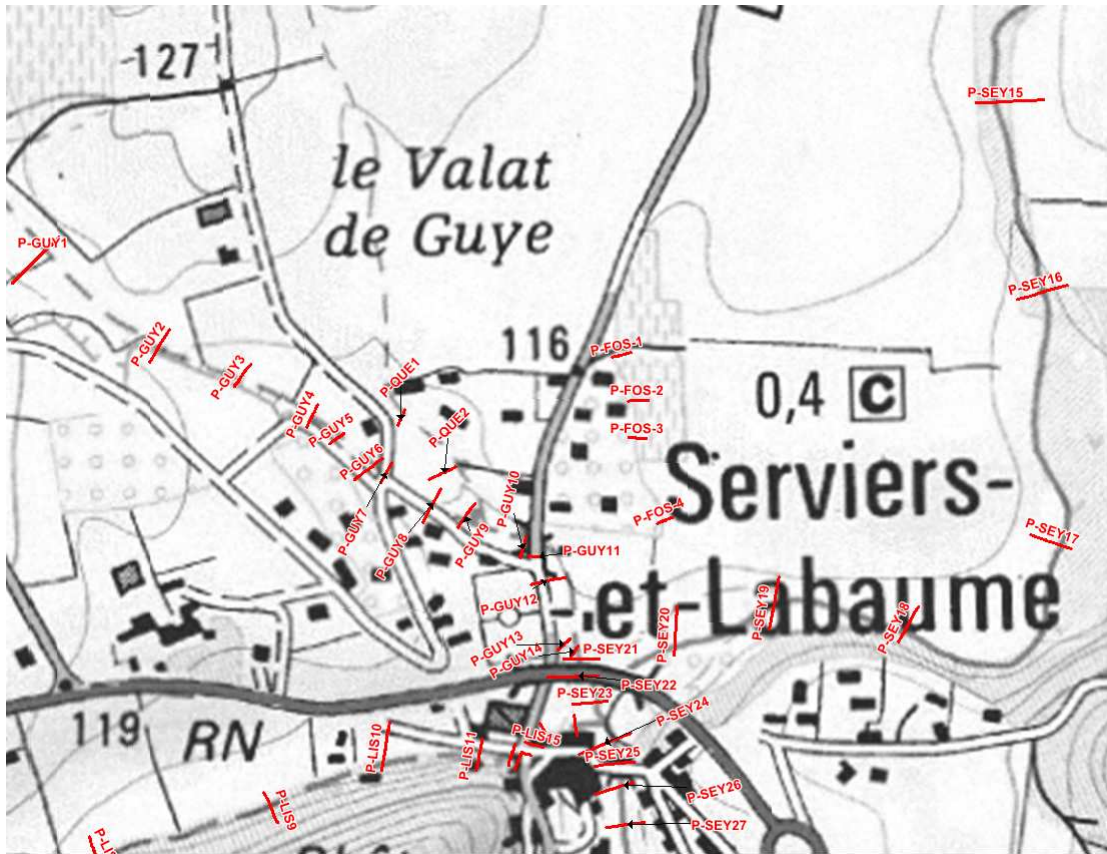 127
P-SEY15
le Valat
de Guye
P-GUY1
P-SEY16
P-GUY2
P-GUY3
116
P-FOS-1
P-QUE1
P-FOS-2
0,4 C
P-GUY4
P-GUY5
P-QUE2
P-FOS-3
P-GUY6
Serviers-
P-GUY10
P-FOS-4
P-GUY7
P-GUY8
P-GUY9
P-SEY17
P-GUY11
P-GUY12
et-Labaume
P-SEY19
P-SEY18
P-SEY20
P-GUY13
P-GUY14
P-SEY21
P-SEY22
P-SEY23
119
RN
P-LIS10
P-LIS11
P-LIS15
P-SEY24
P-SEY25
P-SEY26
P-LIS9
P-SEY27